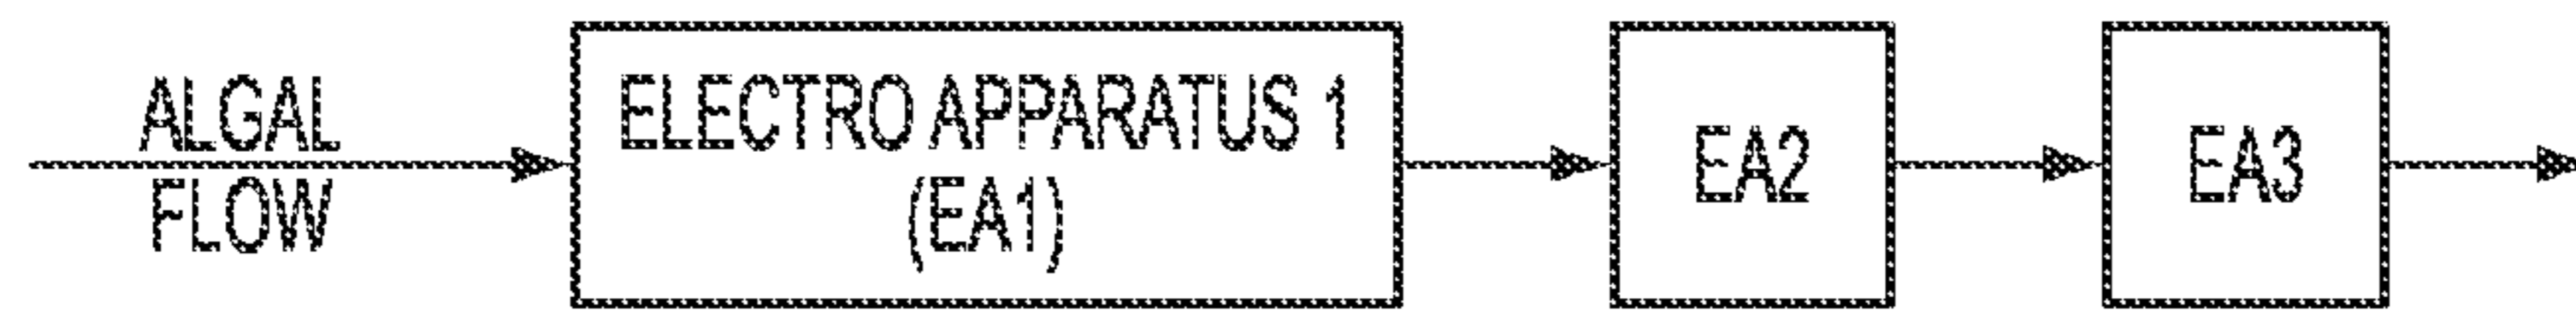 ALGAL
FLOW
ELECTRO APPARATUS 1
(EA1)
EA2
EA3